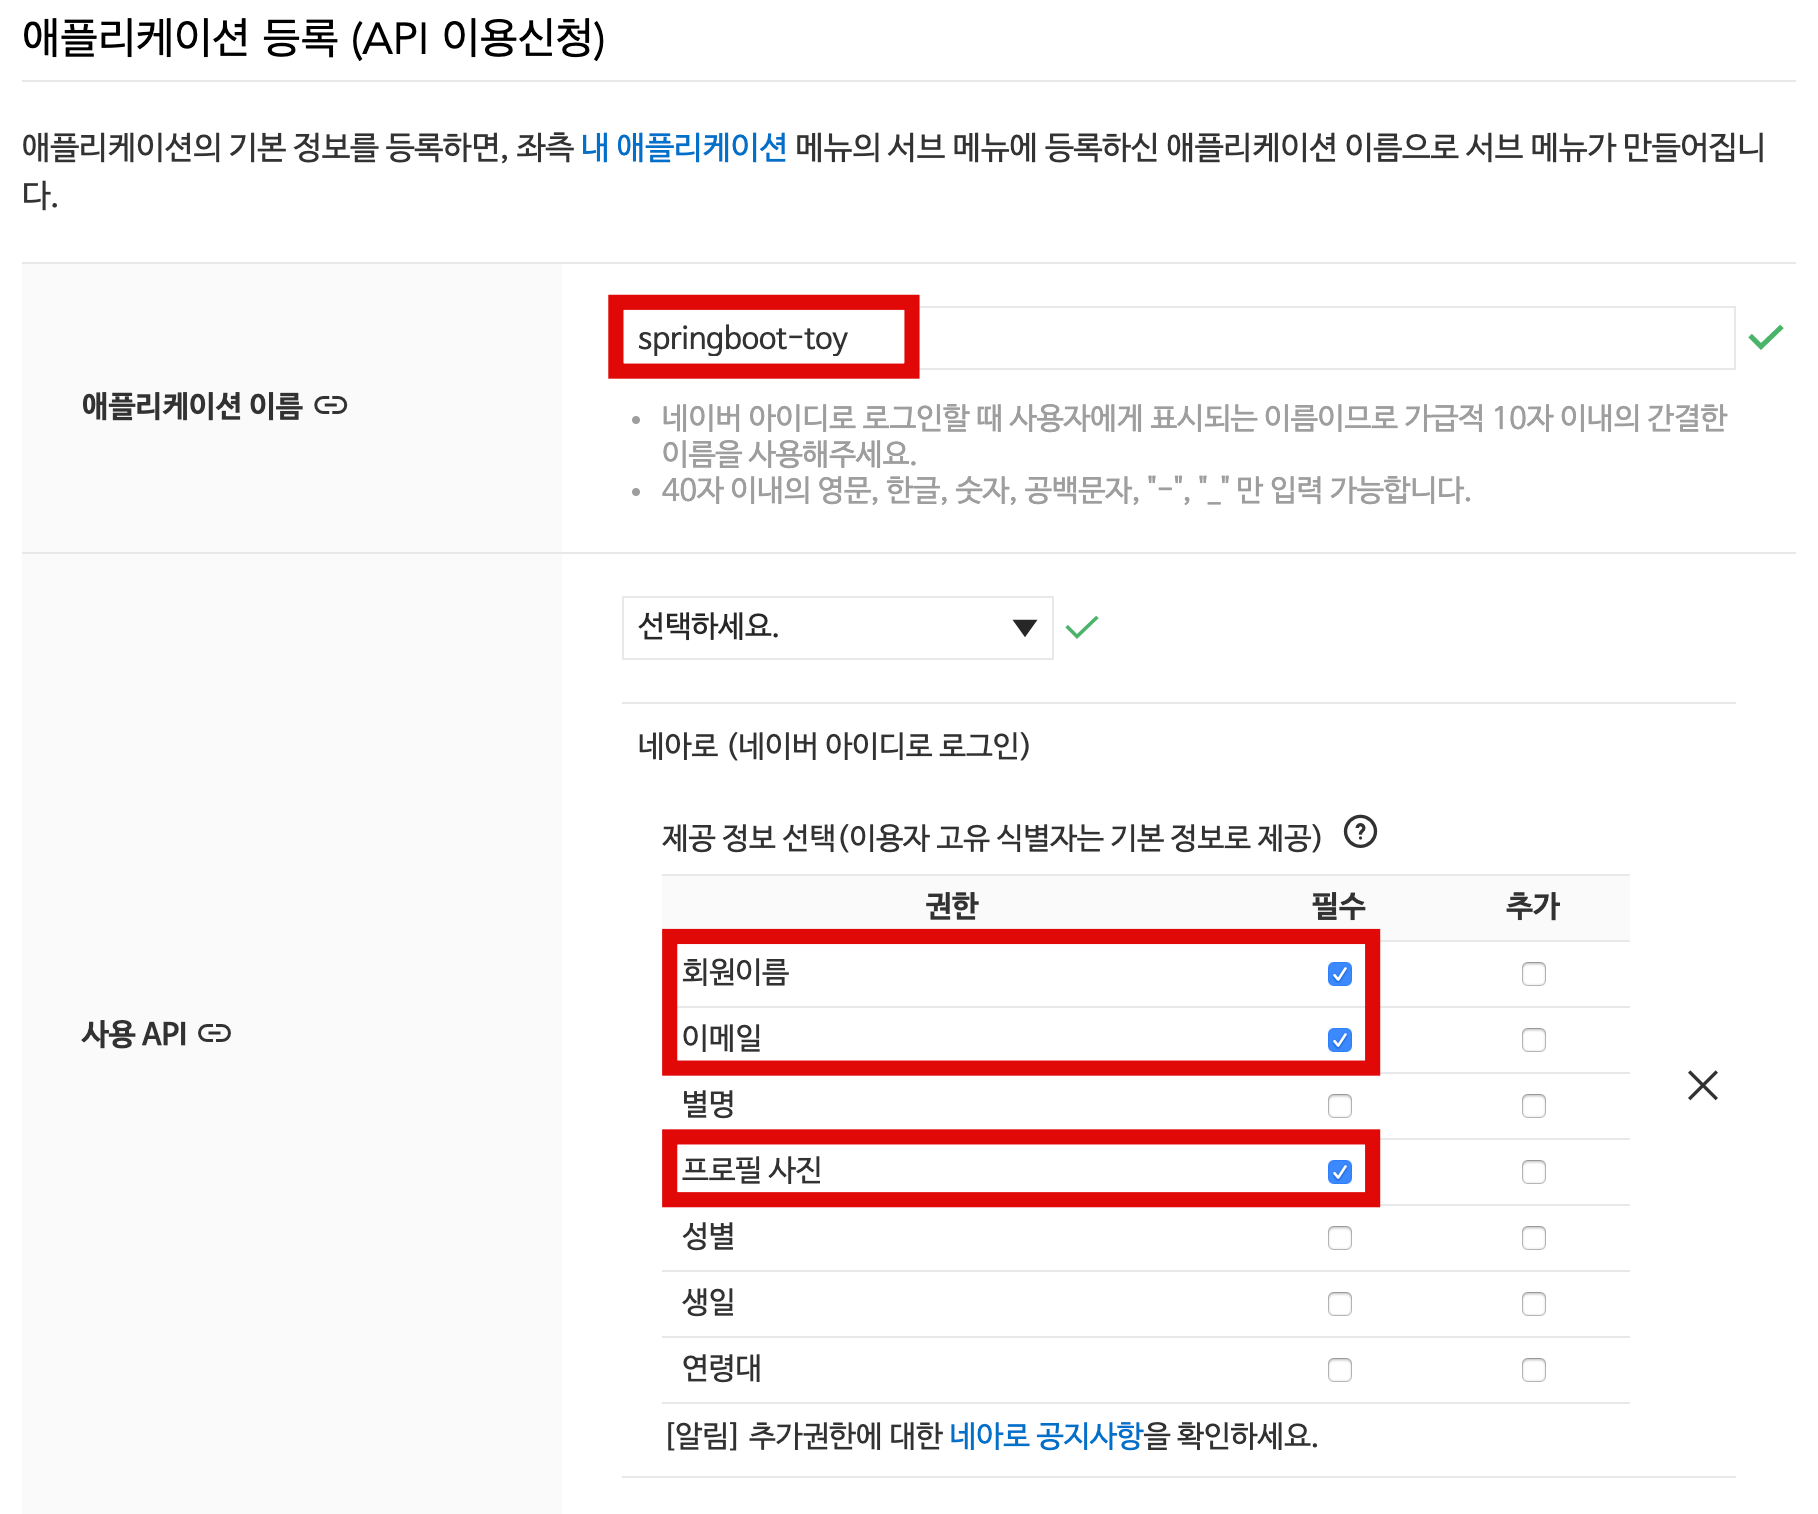 애플리케이션 등록 (API 이용신청)
애플리케이션의 기본 정보를 등록하면, 좌측 내 애플리케이션 메뉴의 서브 메뉴에 등록하신 애플리케이션 이름으로 서브 메뉴가 만들어집니
다.
애플리케이션 이름
springboot-toy
• 네이버 아이디로 로그인할 때 사용자에게 표시되는 이름이므로 가급적 10자 이내의 간결한
이름을 사용해주세요.
• 40자 이내의 영문, 한글, 숫자, 공백문자, "-", "_" 만 입력 가능합니다.
사용 API
선택하세요.
네아로 (네이버 아이디로 로그인)
제공 정보 선택(이용자 고유 식별자는 기본 정보로 제공) ?
권한 필수 추가
회원이름
이메일
별명
프로필 사진
성별
생일
연령대
[알림] 추가권한에 대한 네아로 공지사항을 확인하세요.